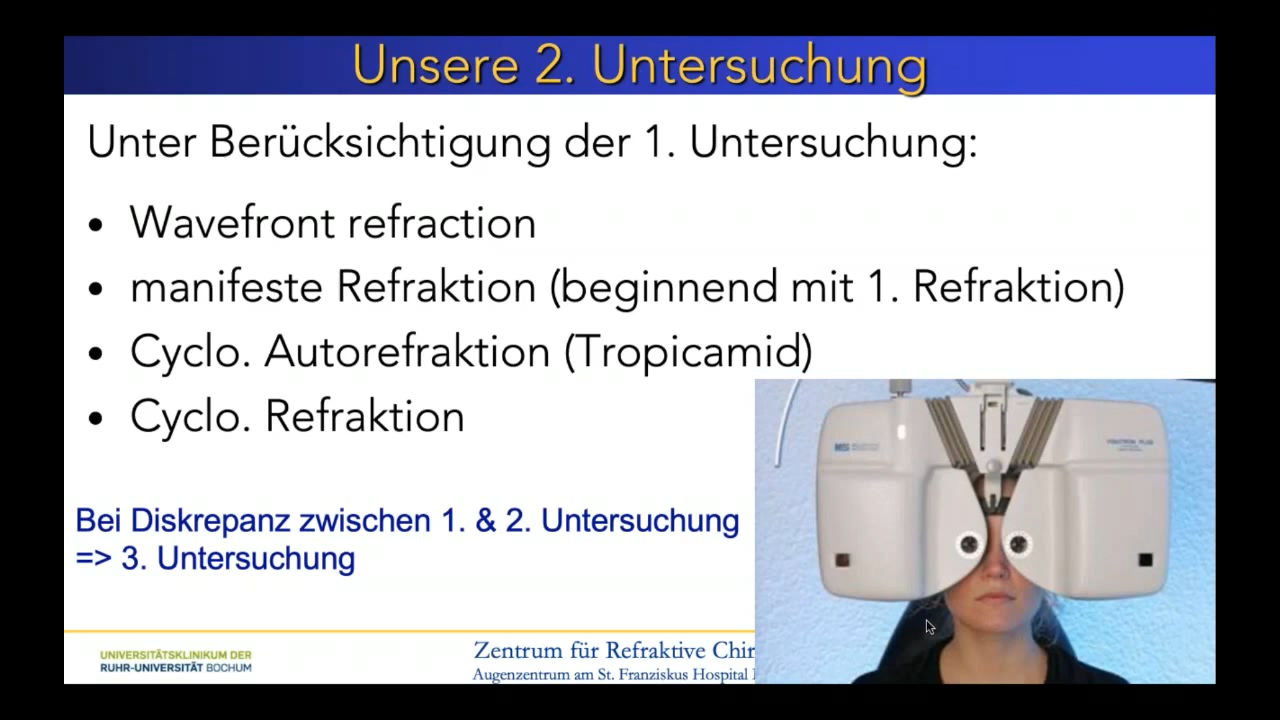 Unsere 2. Untersuchung
Unter Berücksichtigung der 1. Untersuchung:
• Wavefront refraction
• manifeste Refraktion (beginnend mit 1. Refraktion)
• Cyclo. Autorefraktion (Tropicamid)
• Cyclo. Refraktion
Bei Diskrepanz zwischen 1. & 2. Untersuchung
=> 3. Untersuchung
UNIVERSITÄTSKLINIKUM DER
RUHR-UNIVERSITÄT BOCHUM
Zentrum für Refraktive Chir
Augenzentrum am St. Franziskus Hospital